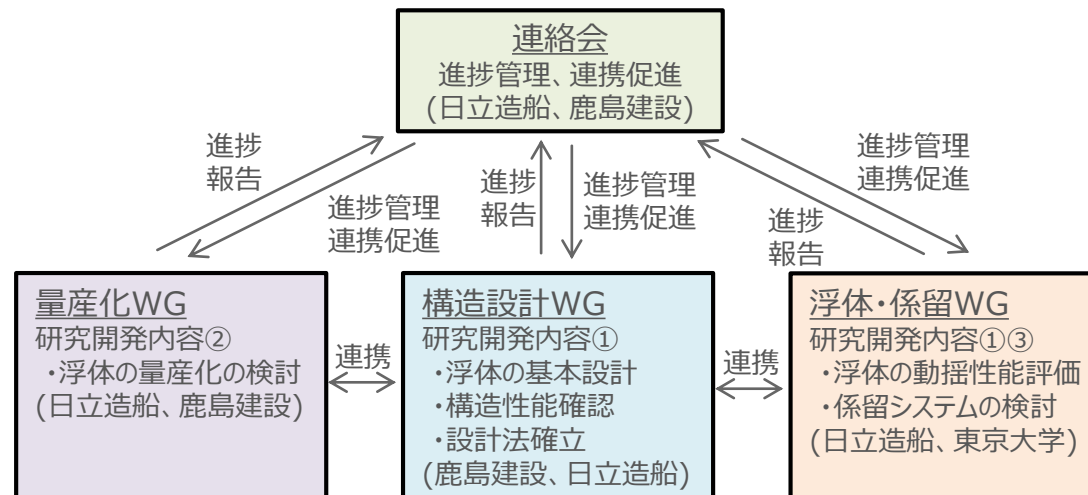 連絡会
進捗管理、連携促進
(日立造船、鹿島建設)
進捗
報告
進捗管理
連携促進
進捗
報告
進捗管理
連携促進
進捗管理
連携促進
進捗
報告
量産化WG
研究開発内容②
・浮体の量産化の検討
(日立造船、鹿島建設)
連携
構造設計WG
研究開発内容①
・浮体の基本設計
・構造性能確認
・設計法確立
(鹿島建設、日立造船)
連携
浮体・係留WG
研究開発内容①③
・浮体の動揺性能評価
・係留システムの検討
(日立造船、東京大学)